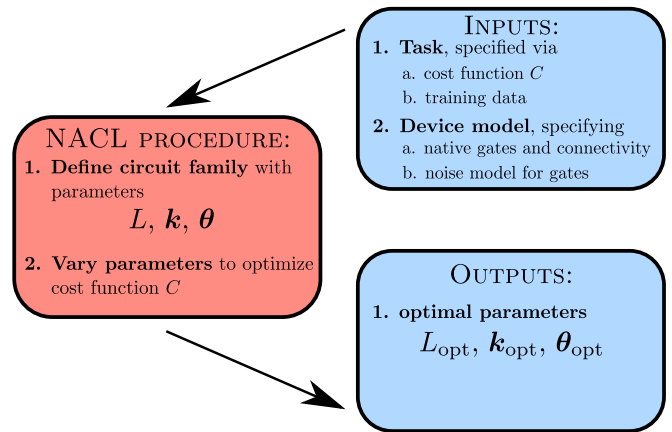 INPUTS:
1. Task, specified via
a. cost function C
b. training data
2. Device model, specifying
a. native gates and connectivity
b. noise model for gates
NACL PROCEDURE:
1. Define circuit family with
parameters
L, k, θ
2. Vary parameters to optimize
cost function C
OUTPUTS:
1. optimal parameters
L_opt, k_opt, θ_opt